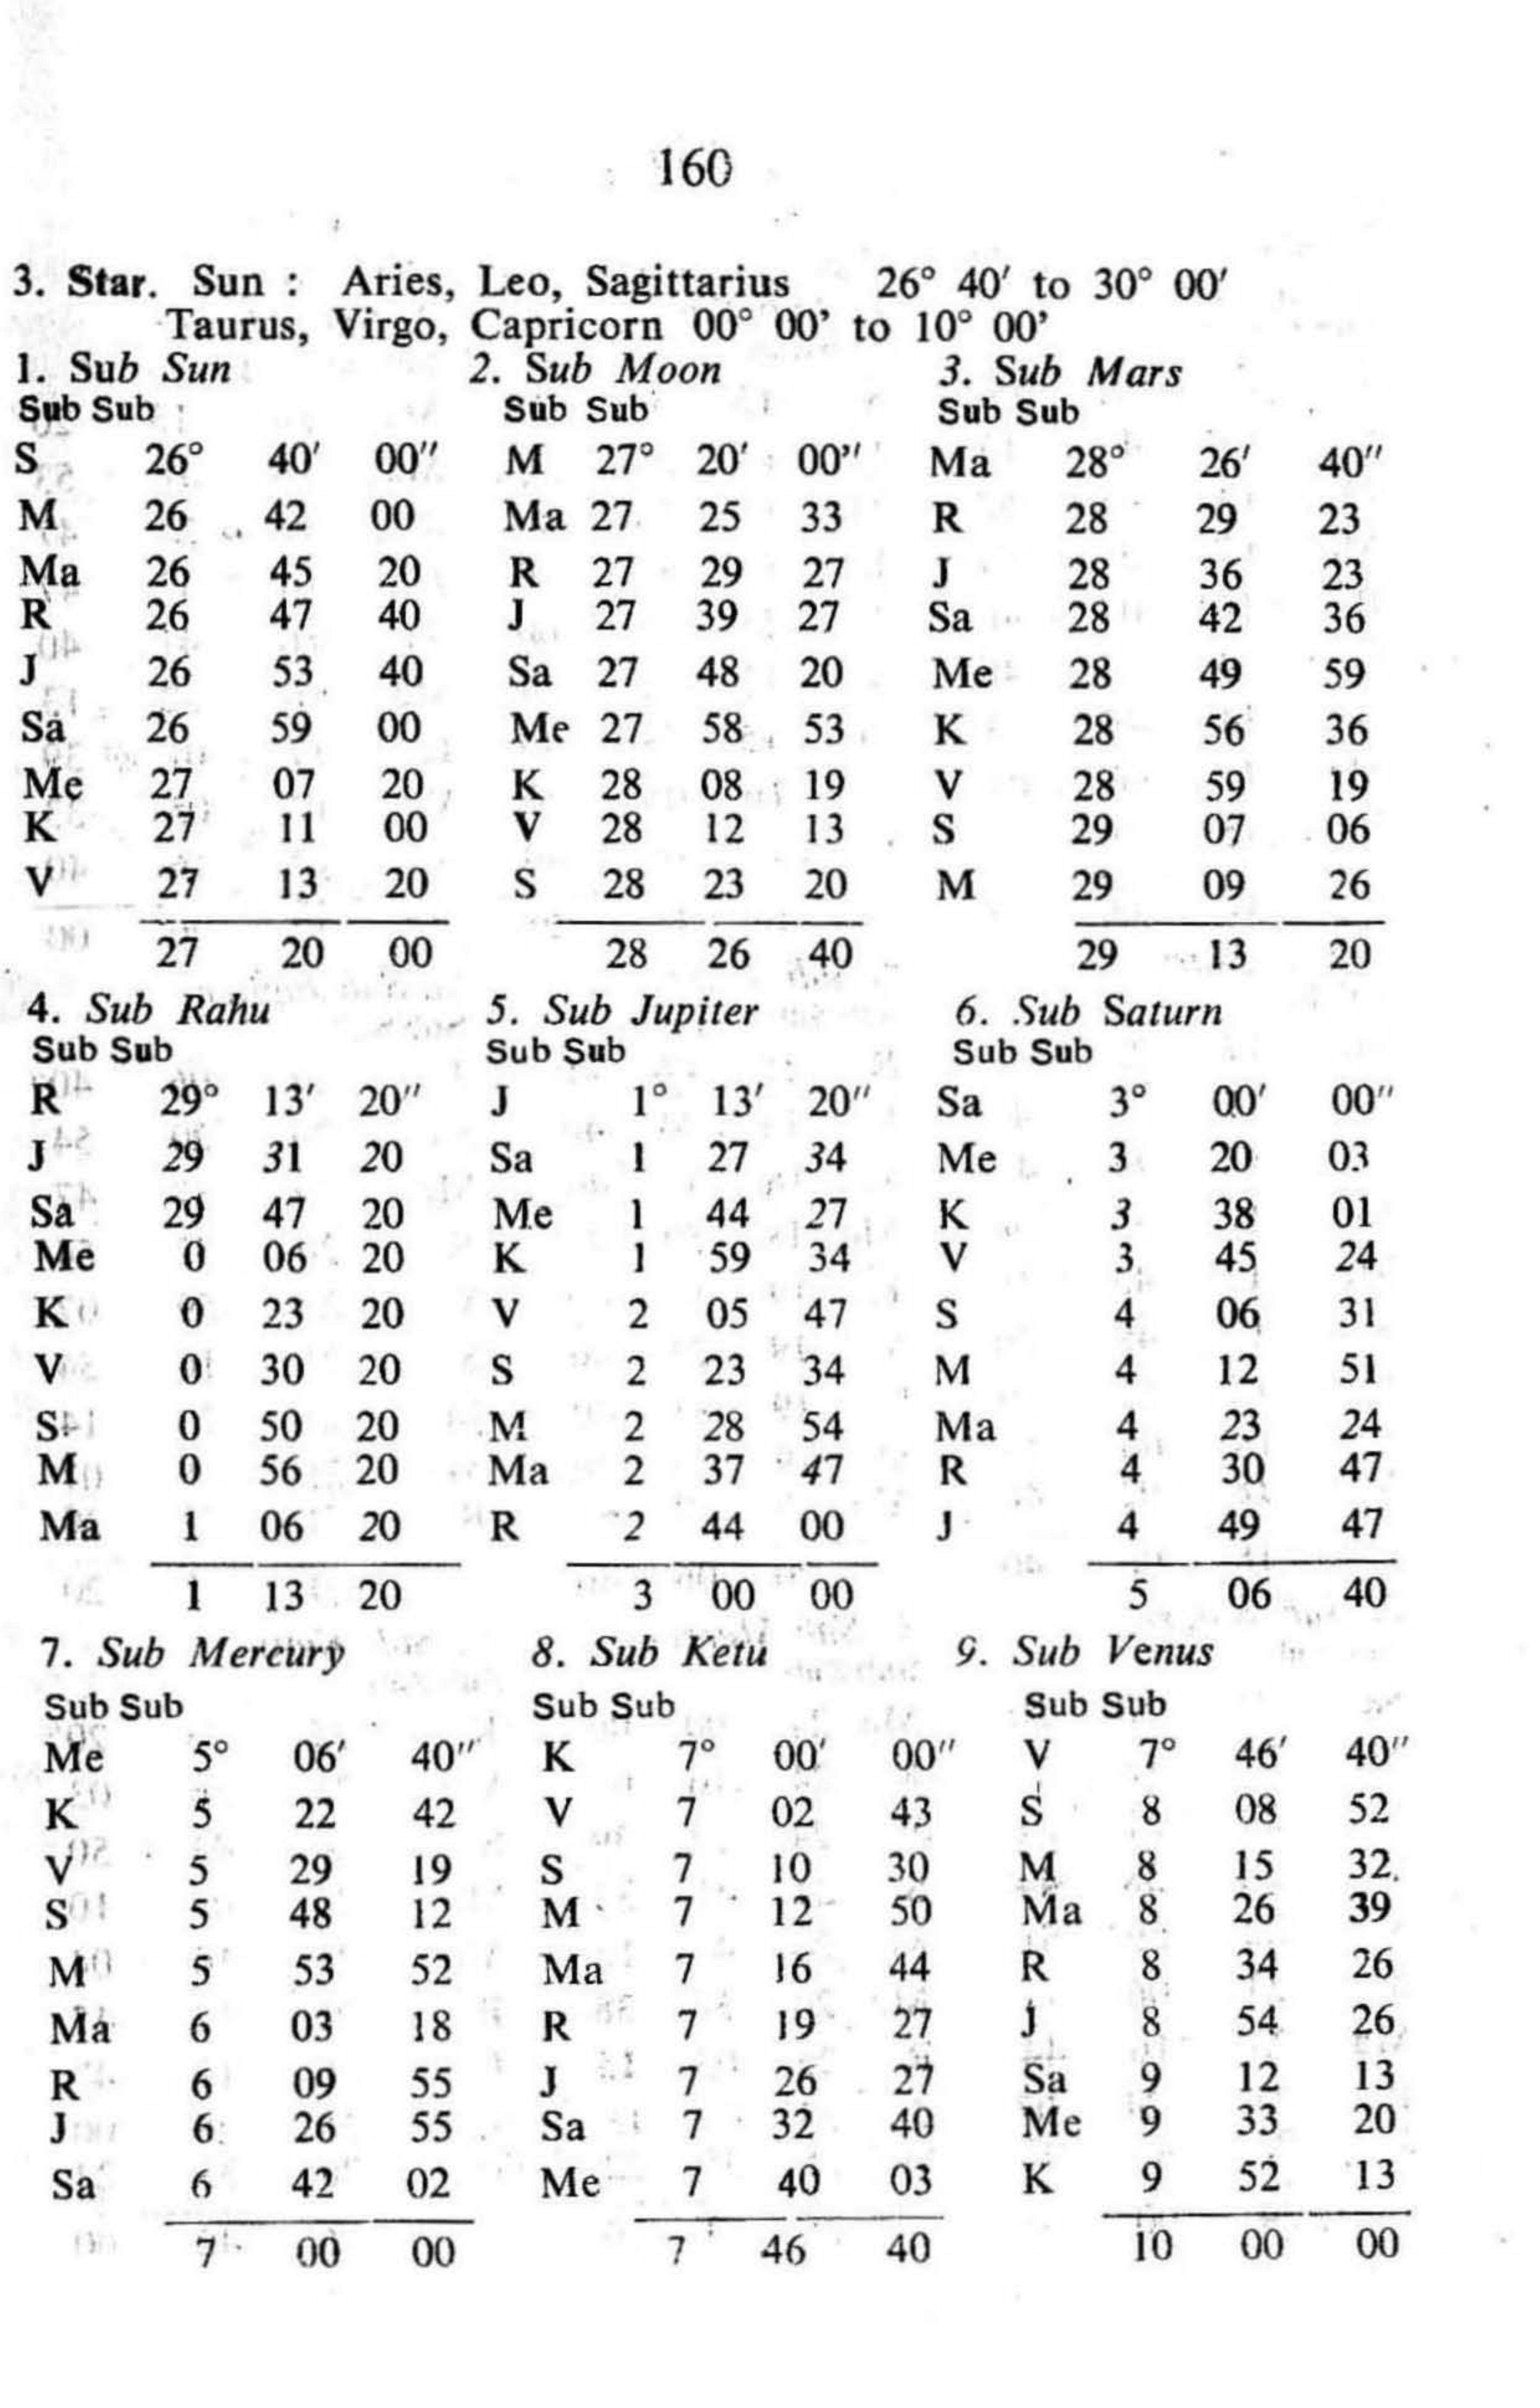 160
3. Star. Sun : Aries, Leo, Sagittarius 26° 40′ to 30° 00′
Taurus, Virgo, Capricorn 00° 00’ to 10° 00’
1. Sub Sun 2. Sub Moon 3. Sub Mars
Sub Sub Sub Sub Sub Sub
S 26° 40′ 00″ M 27° 20′ 00″ Ma 28° 26′ 40″
M 26 42 00 Ma 27 25 33 R 28 29 23
Ma 26 45 20 R 27 29 27 J 28 36 23
R 26 47 40 J 27 39 27 Sa 28 42 36
J 26 53 40 Sa 27 48 20 Me 28 49 59
Sa 26 59 00 Me 27 58 53 K 28 56 36
Me 27 07 20 K 28 08 19 V 28 59 19
K 27 11 00 V 28 12 13 S 29 07 06
V 27 13 20 S 28 23 20 M 29 09 26
27 20 00 28 26 40 29 13 20
4. Sub Rahu 5. Sub Jupiter 6. Sub Saturn
Sub Sub Sub Sub Sub Sub
R 29° 13′ 20″ J 1° 13′ 20″ Sa 3° 00′ 00″
J 29 31 20 Sa 1 27 34 Me 3 20 03
Sa 29 47 20 Me 1 44 27 K 3 38 01
Me 0 06 20 K 1 59 34 V 3 45 24
K 0 23 20 V 2 05 47 S 4 06 31
V 0 30 20 S 2 23 34 M 4 12 51
S 0 50 20 M 2 28 54 Ma 4 23 24
M 0 56 20 Ma 2 37 47 R 4 30 47
Ma 1 06 20 R 2 44 00 J 4 49 47
1 13 20 3 00 00 5 06 40
7. Sub Mercury 8. Sub Ketu 9. Sub Venus
Sub Sub Sub Sub Sub Sub
Me 5° 06′ 40″ K 7° 00′ 00″ V 7° 46′ 40″
K 5 22 42 V 7 02 43 S 8 08 52
V 5 29 19 S 7 10 30 M 8 15 32
S 5 48 12 M 7 12 50 Ma 8 26 39
M 5 53 52 Ma 7 16 44 R 8 34 26
Ma 6 03 18 R 7 19 27 J 8 54 26
R 6 09 55 J 7 26 27 Sa 9 12 13
J 6 26 55 Sa 7 32 40 Me 9 33 20
Sa 6 42 02 Me 7 40 03 K 9 52 13
7 00 00 7 46 40 10 00 00